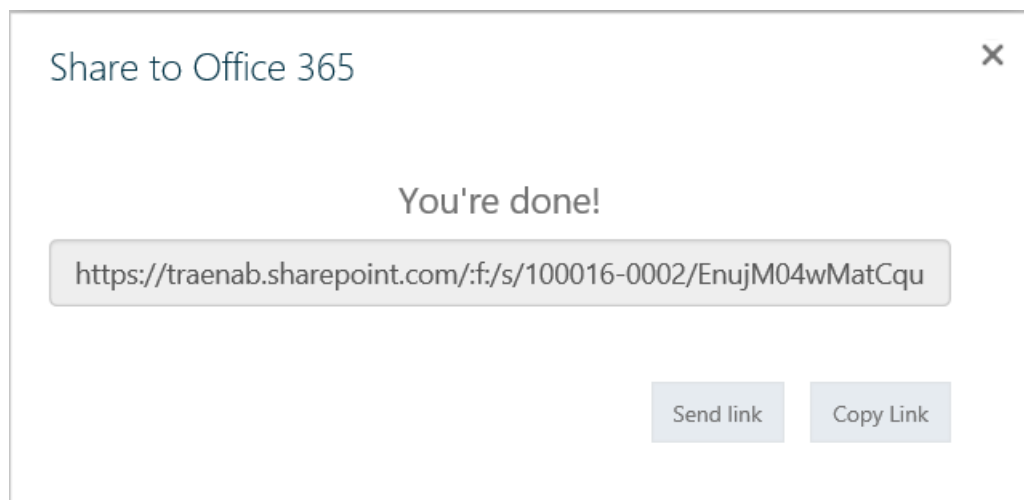 Share to Office 365
You're done!
https://traenab.sharepoint.com/:f:/s/100016-0002/EnujM04wMatCqu
Send link
Copy Link